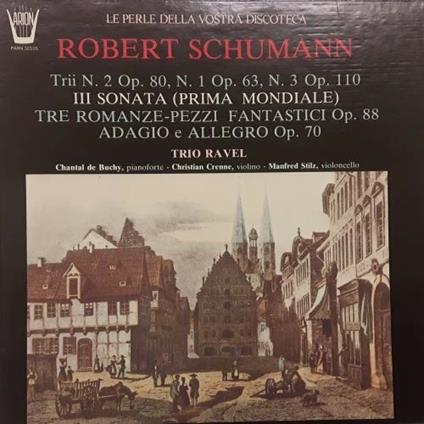 LE PERLE DELLA VOSTRA DISCOTECA
ARION
ROBERT SCHUMANN
Trii N. 2 Op. 80, N. 1 Op. 63, N. 3 Op. 110
III SONATA (PRIMA MONDIALE)
TRE ROMANZE-PEZZI FANTASTICI Op. 88
ADAGIO e ALLEGRO Op. 70
TRIO RAVEL
Chantal de Buchy, pianoforte - Christian Crenne, violino - Manfred Stilz, violoncello